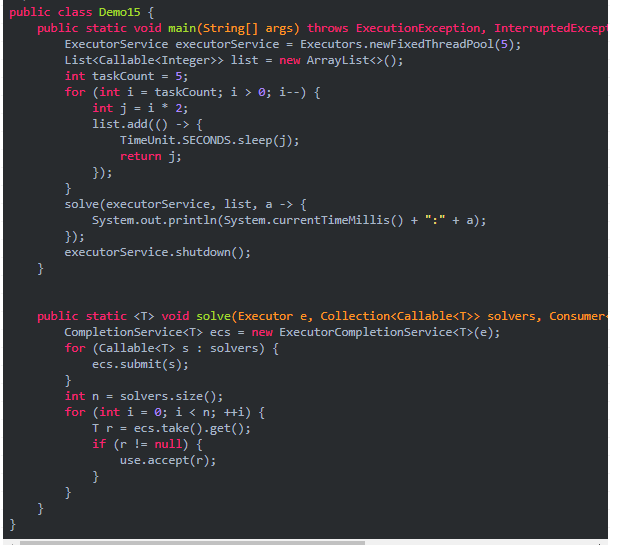 public class Demo15 {
    public static void main(String[] args) throws ExecutionException, InterruptedExcept
        ExecutorService executorService = Executors.newFixedThreadPool(5);
        List<Callable<Integer>> list = new ArrayList<>();
        int taskCount = 5;
        for (int i = taskCount; i > 0; i--) {
            int j = i * 2;
            list.add(() -> {
                TimeUnit.SECONDS.sleep(j);
                return j;
            });
        }
        solve(executorService, list, a -> {
            System.out.println(System.currentTimeMillis() + ":" + a);
        });
        executorService.shutdown();
    }
    public static <T> void solve(Executor e, Collection<Callable<T>> solvers, Consumer<
        CompletionService<T> ecs = new ExecutorCompletionService<T>(e);
        for (Callable<T> s : solvers) {
            ecs.submit(s);
        }
        int n = solvers.size();
        for (int i = 0; i < n; ++i) {
            T r = ecs.take().get();
            if (r != null) {
                use.accept(r);
            }
        }
    }
}